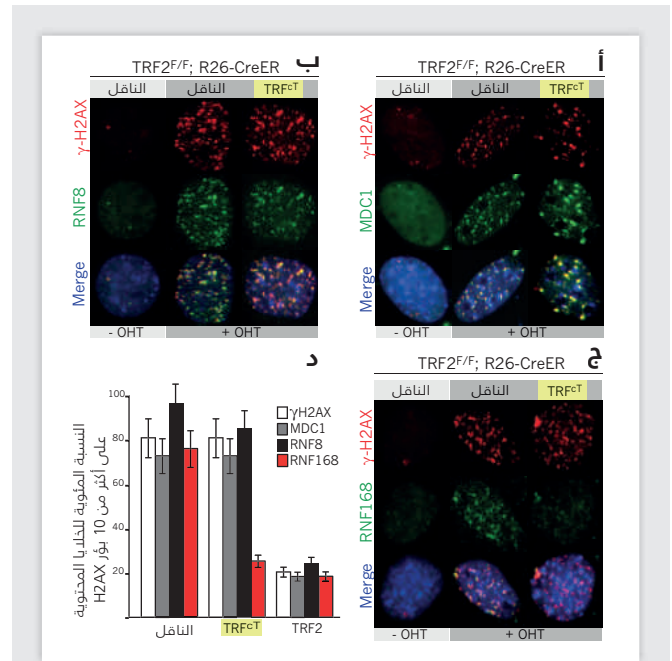 أ
TRF2F/F; R26-CreER
الناقل
الناقل
TRFcT
γ-H2AX
MDC1
Merge
- OHT
+ OHT
ب
TRF2F/F; R26-CreER
الناقل
الناقل
TRFcT
γ-H2AX
RNF8
Merge
- OHT
+ OHT
ج
TRF2F/F; R26-CreER
الناقل
الناقل
TRFcT
γ-H2AX
RNF168
Merge
- OHT
+ OHT
د
النسبة المئوية للخلايا المحتوية
على أكثر من 10 بؤر H2AX
100
80
60
40
20
γH2AX
MDC1
RNF8
RNF168
الناقل
TRFcT
TRF2